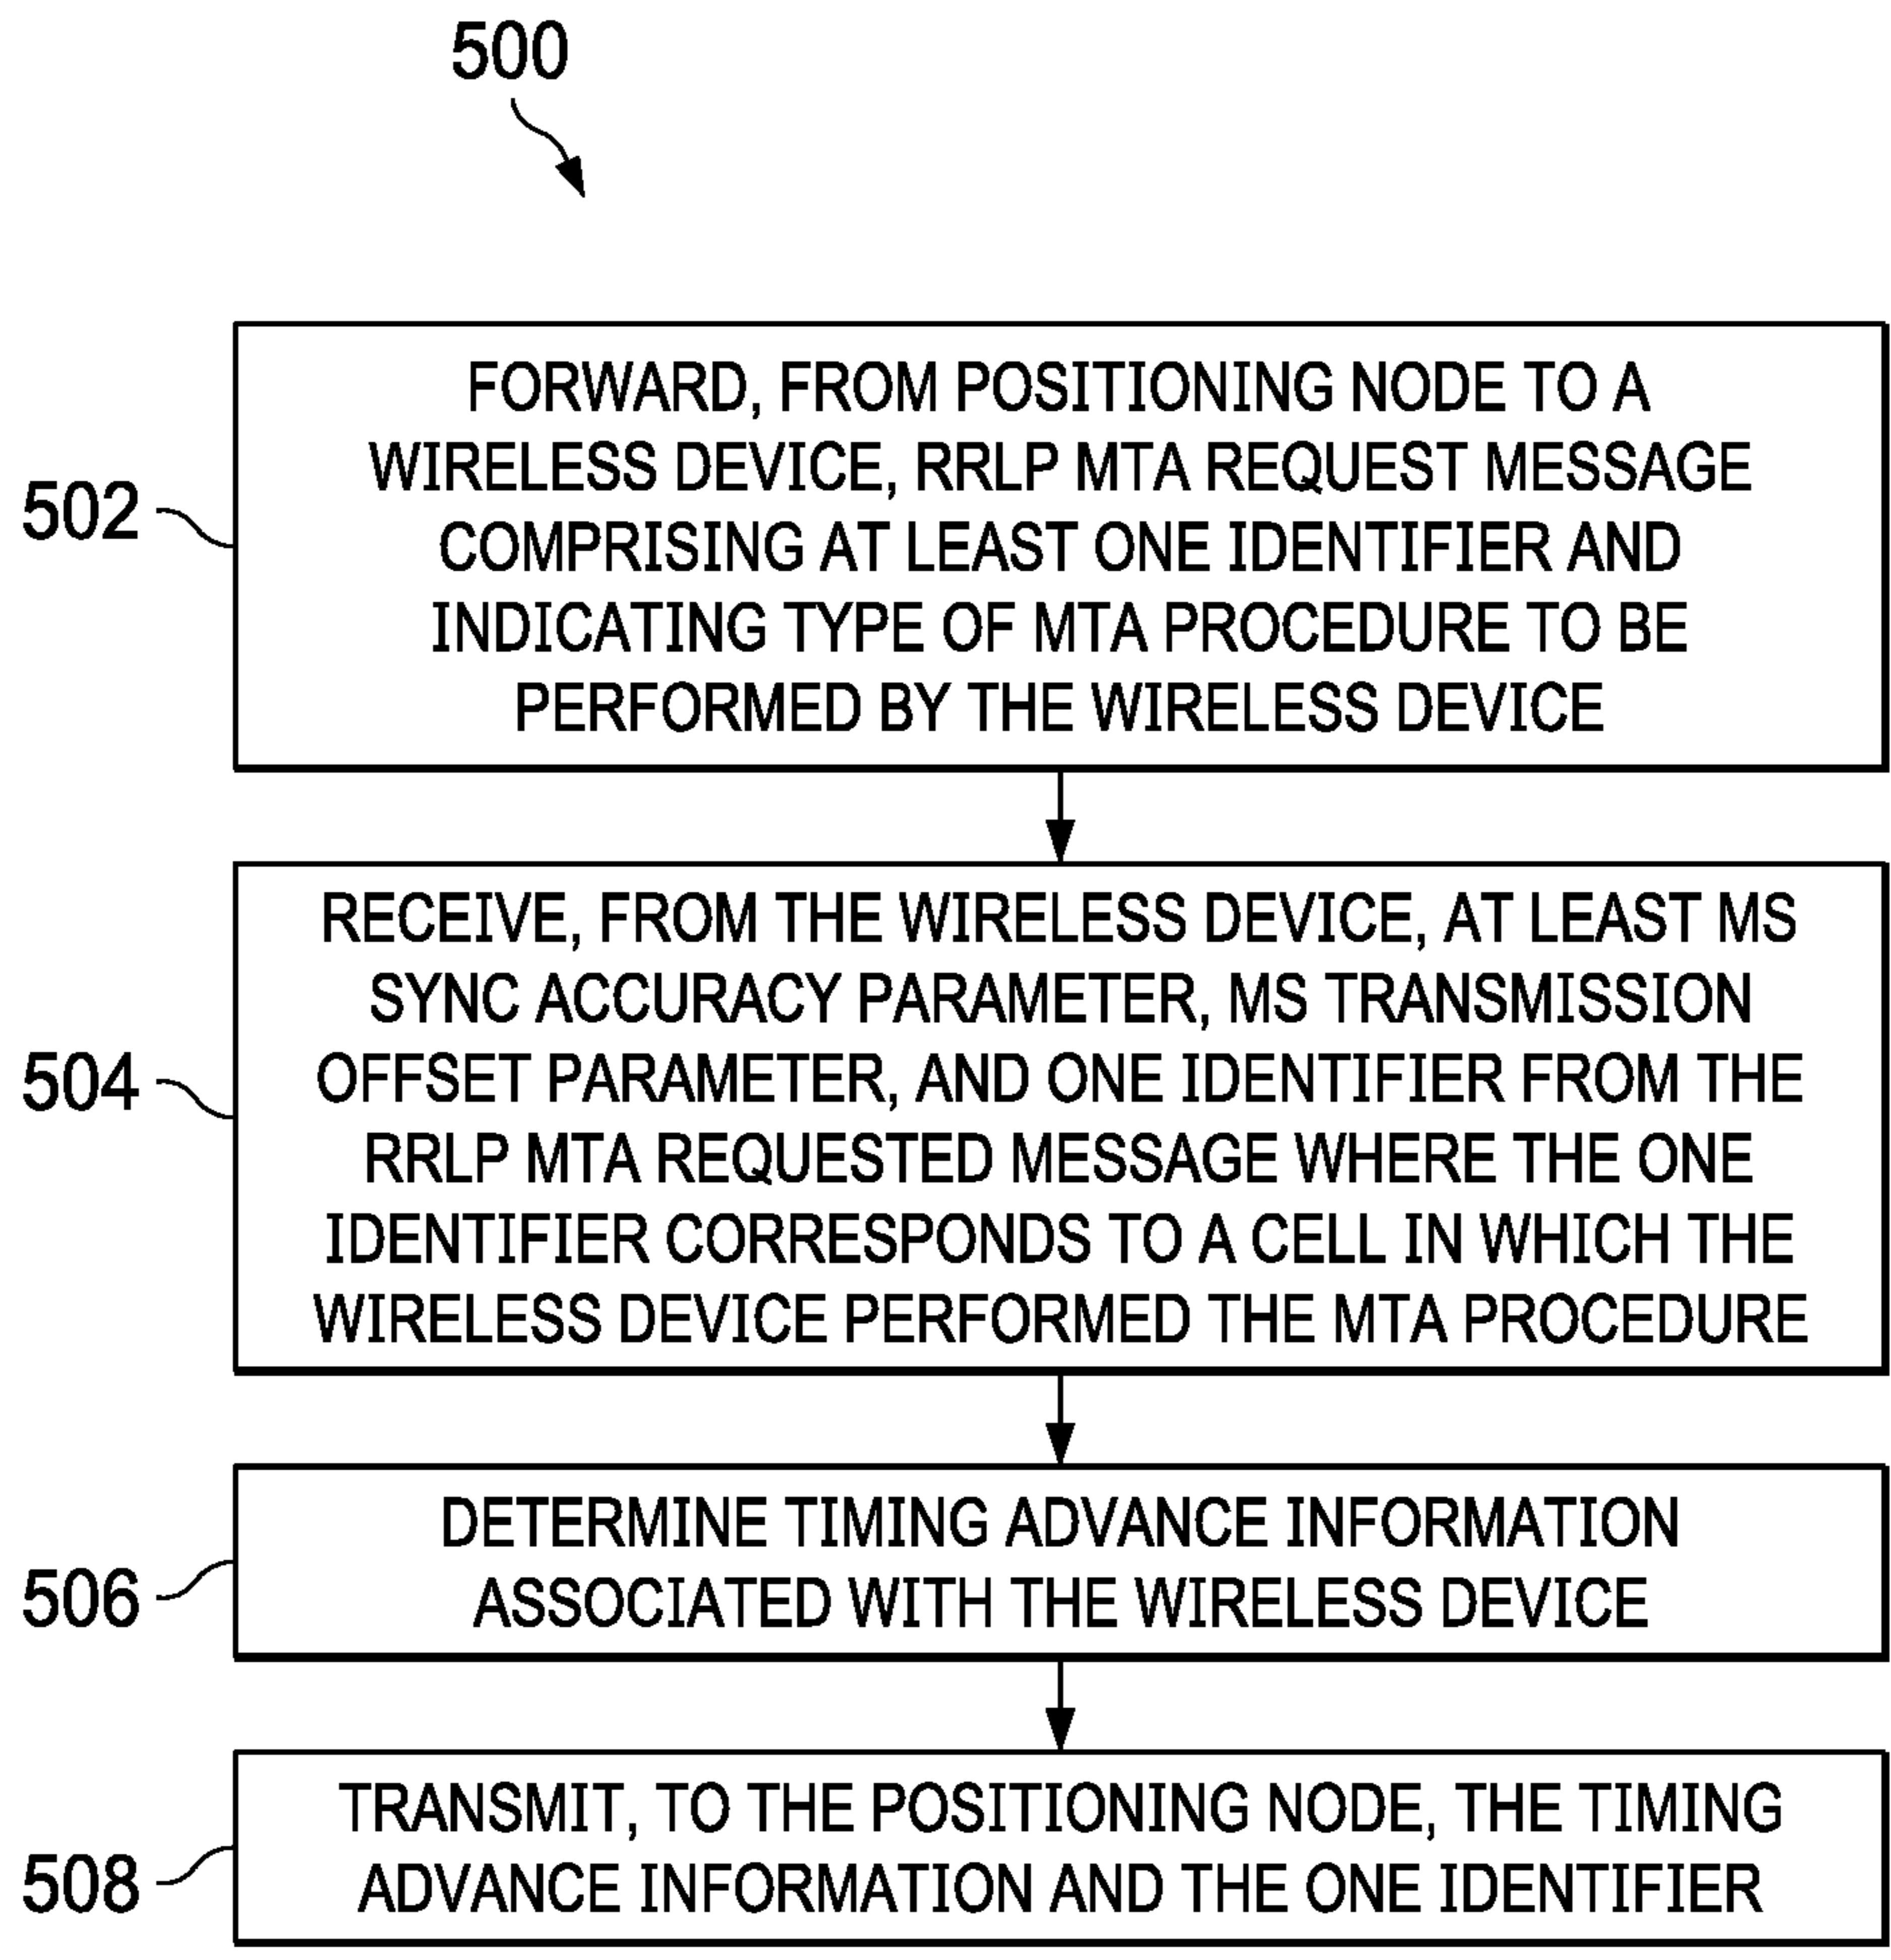 500
502
FORWARD, FROM POSITIONING NODE TO A
WIRELESS DEVICE, RRLP MTA REQUEST MESSAGE
COMPRISING AT LEAST ONE IDENTIFIER AND
INDICATING TYPE OF MTA PROCEDURE TO BE
PERFORMED BY THE WIRELESS DEVICE
504
RECEIVE, FROM THE WIRELESS DEVICE, AT LEAST MS
SYNC ACCURACY PARAMETER, MS TRANSMISSION
OFFSET PARAMETER, AND ONE IDENTIFIER FROM THE
RRLP MTA REQUESTED MESSAGE WHERE THE ONE
IDENTIFIER CORRESPONDS TO A CELL IN WHICH THE
WIRELESS DEVICE PERFORMED THE MTA PROCEDURE
506
DETERMINE TIMING ADVANCE INFORMATION
ASSOCIATED WITH THE WIRELESS DEVICE
508
TRANSMIT, TO THE POSITIONING NODE, THE TIMING
ADVANCE INFORMATION AND THE ONE IDENTIFIER